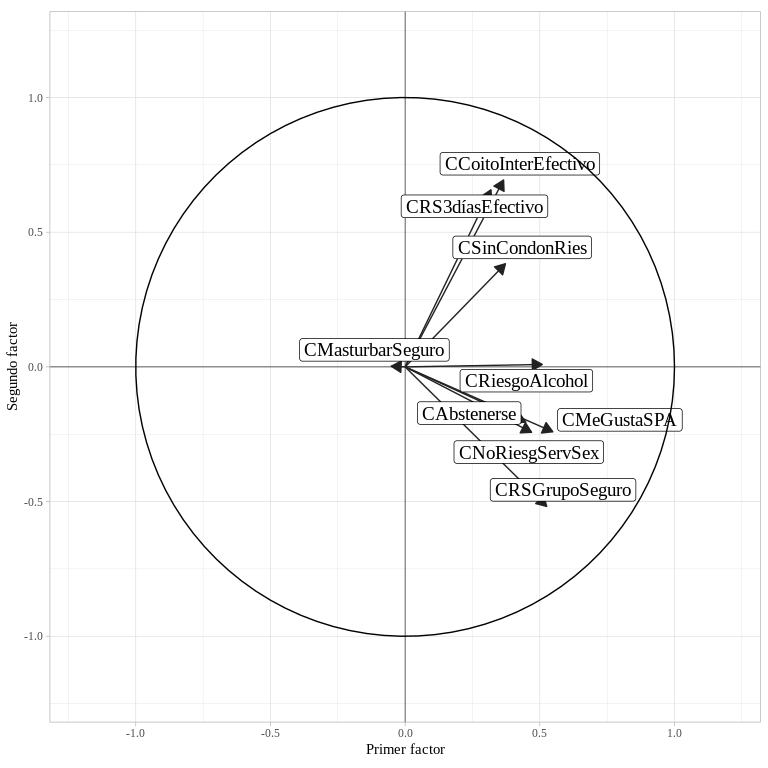 CCoitoInterEfectivo
CRS3díasEfectivo
CSinCondonRies
CMasturbarSeguro
CRiesgoAlcohol
CAbstenerse
CMeGustaSPA
CNoRiesgServSex
CRSGrupoSeguro
1.0
0.5
0.0
-0.5
-1.0
Segundo factor
-1.0
-0.5
0.0
0.5
1.0
Primer factor